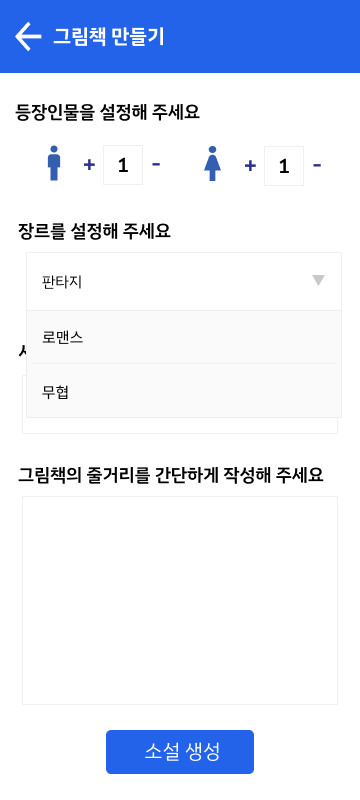 그림책 만들기
등장인물을 설정해 주세요
+ 1 - + 1 -
장르를 설정해 주세요
판타지
로맨스
무협
그림책의 줄거리를 간단하게 작성해 주세요
소설 생성